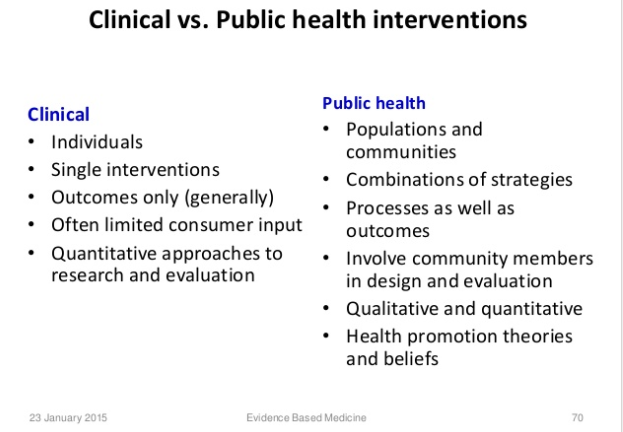 Clinical vs. Public health interventions
Clinical
• Individuals
• Single interventions
• Outcomes only (generally)
• Often limited consumer input
• Quantitative approaches to
research and evaluation
Public health
• Populations and
communities
• Combinations of strategies
• Processes as well as
outcomes
• Involve community members
in design and evaluation
• Qualitative and quantitative
• Health promotion theories
and beliefs
23 January 2015
Evidence Based Medicine
70